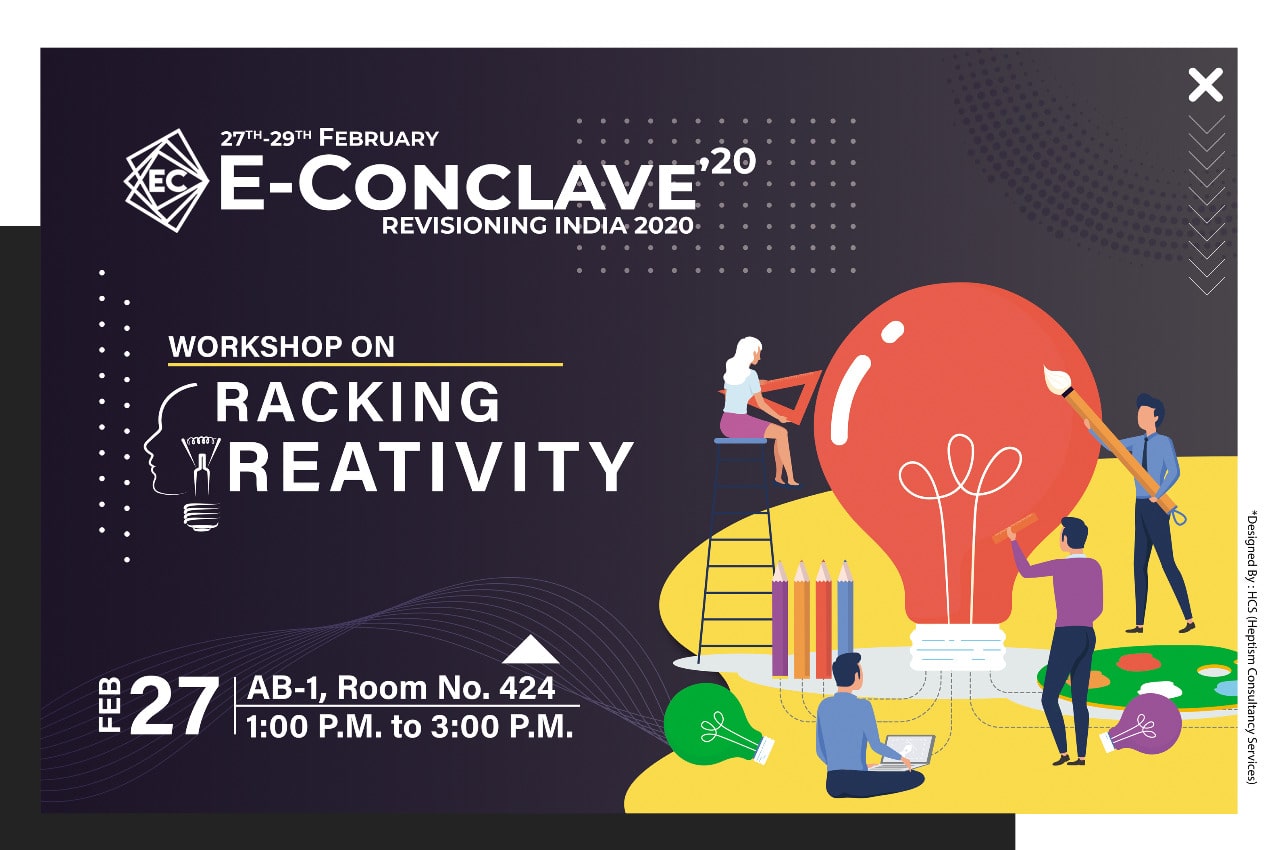 27TH-29TH FEBRUARY
EC
E-CONCLAVE'20
REVISIONING INDIA 2020
WORKSHOP ON
RACKING
REATIVITY
FEB 27
AB-1, Room No. 424
1:00 P.M. to 3:00 P.M.
*Designed By : HCS (Heptism Consultancy Services)